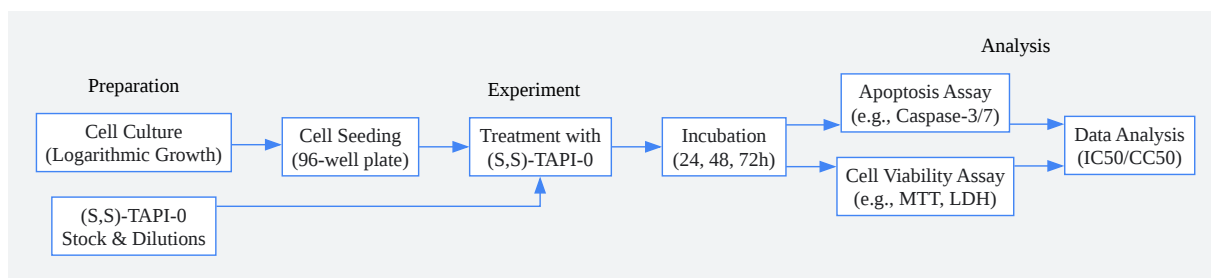 Preparation
Cell Culture
(Logarithmic Growth)
(S,S)-TAPI-0
Stock & Dilutions
Cell Seeding
(96-well plate)
Experiment
Treatment with
(S,S)-TAPI-0
Incubation
(24, 48, 72h)
Analysis
Apoptosis Assay
(e.g., Caspase-3/7)
Cell Viability Assay
(e.g., MTT, LDH)
Data Analysis
(IC50/CC50)